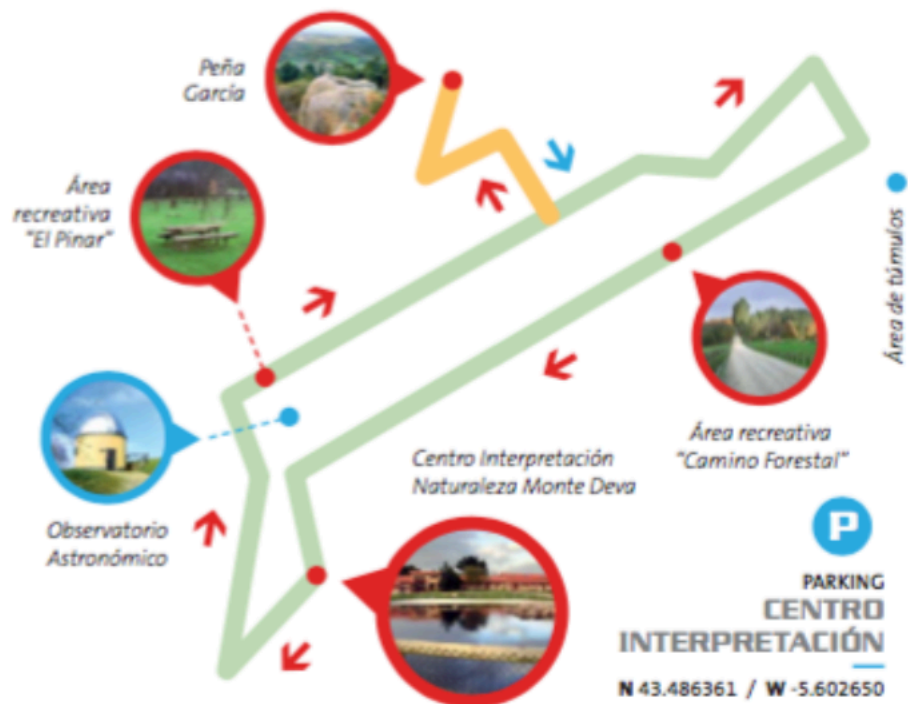 Peña
García
Área
recreativa
"El Pinar"
Área de túmulos
Observatorio
Astronómico
Centro Interpretación
Naturaleza Monte Deva
Área recreativa
"Camino Forestal"
P
PARKING
CENTRO
INTERPRETACIÓN
N 43.486361 / W -5.602650